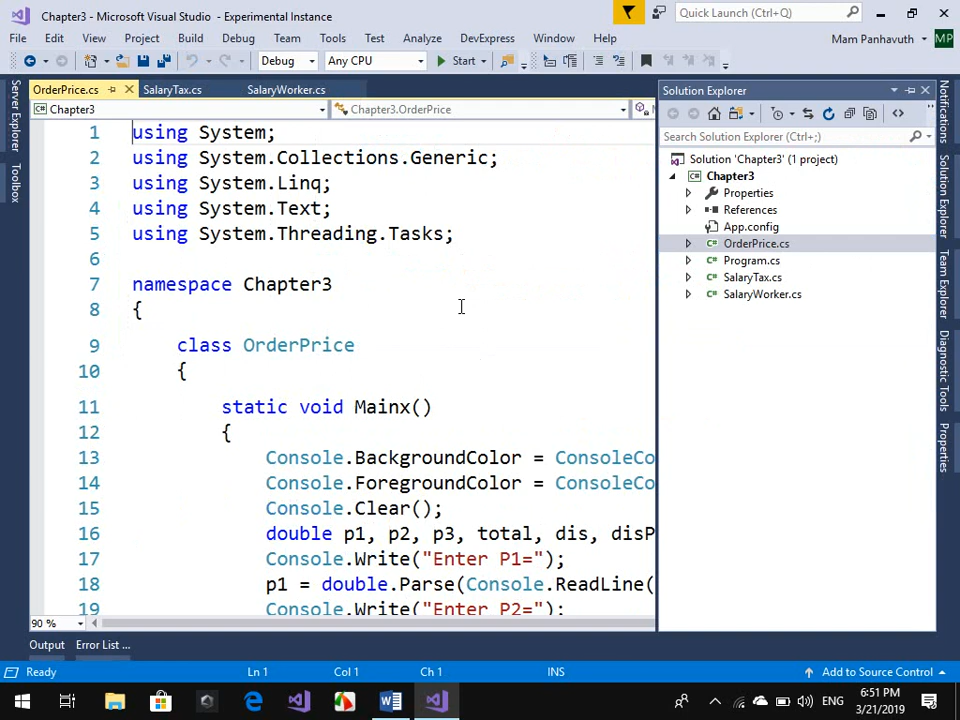 Chapter3 - Microsoft Visual Studio - Experimental Instance
Quick Launch (Ctrl+Q)
File Edit View Project Build Debug Team Tools Test Analyze DevExpress Window Help
Mam Panhavuth MP
Debug Any CPU Start
OrderPrice.cs SalaryTax.cs SalaryWorker.cs
Chapter3 Chapter3.OrderPrice
1 using System;
2 using System.Collections.Generic;
3 using System.Linq;
4 using System.Text;
5 using System.Threading.Tasks;
6
7 namespace Chapter3
8 {
9 class OrderPrice
10 {
11 static void Mainx()
12 {
13 Console.BackgroundColor = ConsoleCo
14 Console.ForegroundColor = ConsoleCo
15 Console.Clear();
16 double p1, p2, p3, total, dis, disP
17 Console.Write("Enter P1=");
18 p1 = double.Parse(Console.ReadLine(
19 Console.Write("Enter P2=");
90 %
Server Explorer
Toolbox
Solution Explorer
Search Solution Explorer (Ctrl+;)
Solution 'Chapter3' (1 project)
Chapter3
Properties
References
App.config
OrderPrice.cs
Program.cs
SalaryTax.cs
SalaryWorker.cs
Notifications
Solution Explorer
Team Explorer
Diagnostic Tools
Properties
Output Error List ...
Ready Ln 1 Col 1 Ch 1 INS Add to Source Control
ENG
6:51 PM
3/21/2019